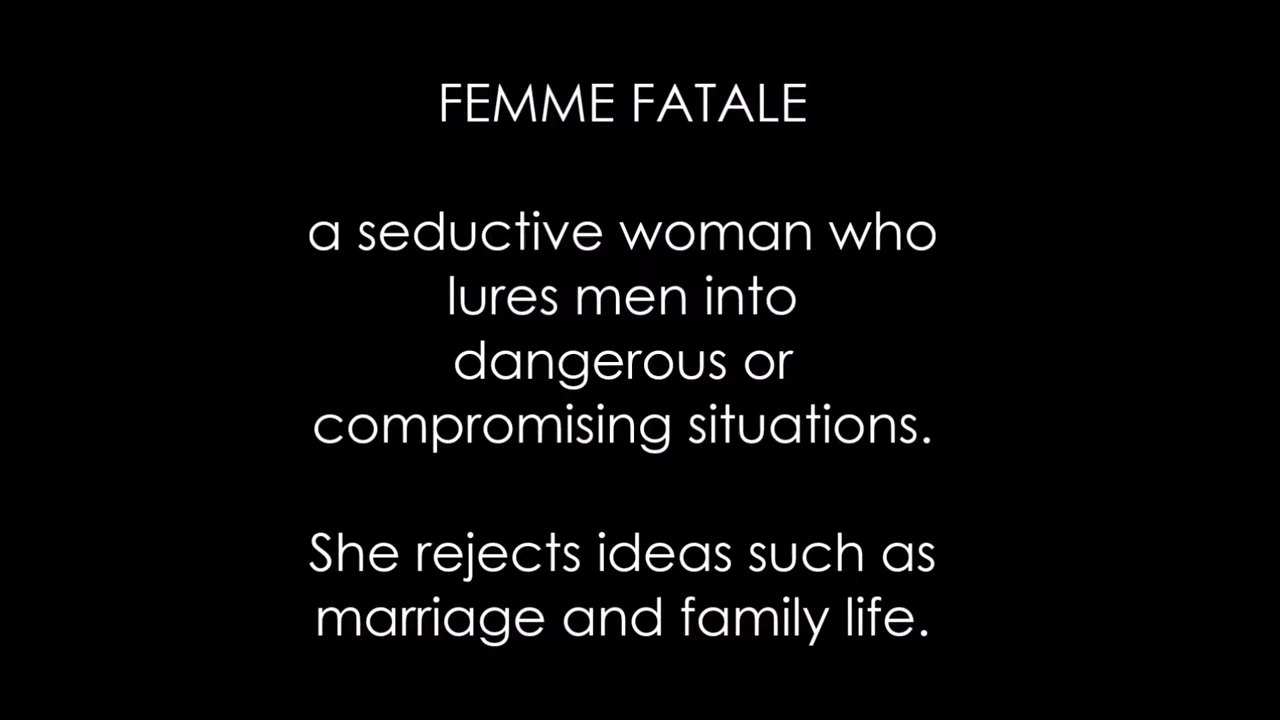 FEMME FATALE
a seductive woman who
lures men into
dangerous or
compromising situations.
She rejects ideas such as
marriage and family life.